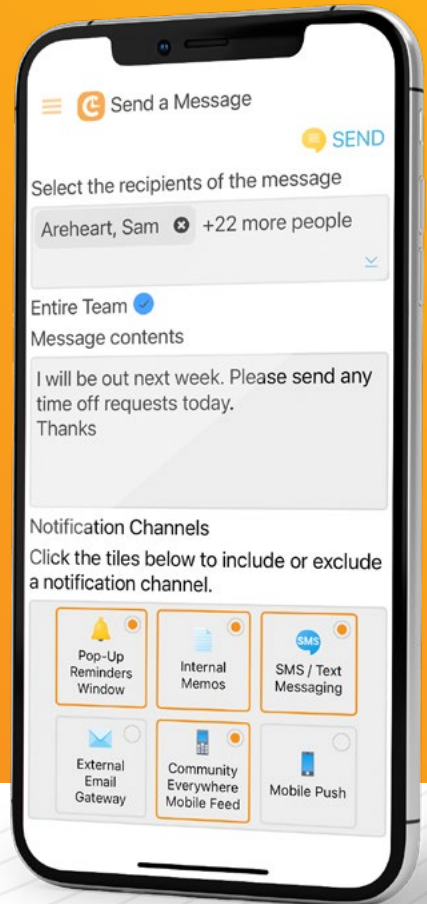 Send a Message
SEND
Select the recipients of the message
Areheart, Sam +22 more people
Entire Team
Message contents
I will be out next week. Please send any
time off requests today.
Thanks
Notification Channels
Click the tiles below to include or exclude
a notification channel.
Pop-Up
Reminders
Window
Internal
Memos
SMS
SMS / Text
Messaging
External
Email
Gateway
Community
Everywhere
Mobile Feed
Mobile Push